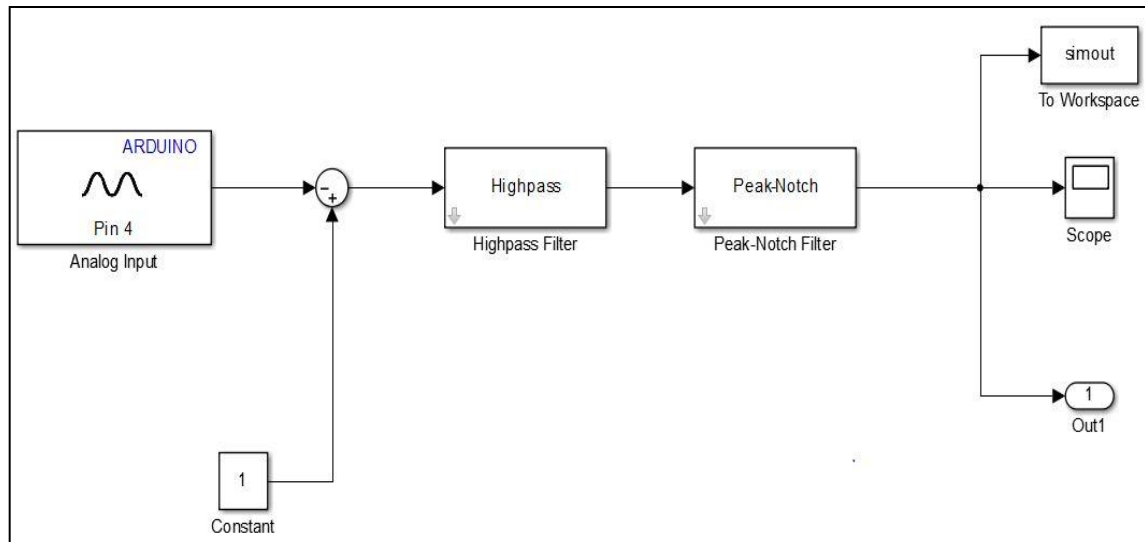 simout
To Workspace
ARDUINO
Pin 4
Analog Input
-
+
Highpass
Highpass Filter
Peak-Notch
Peak-Notch Filter
Scope
1
Out1
1
Constant